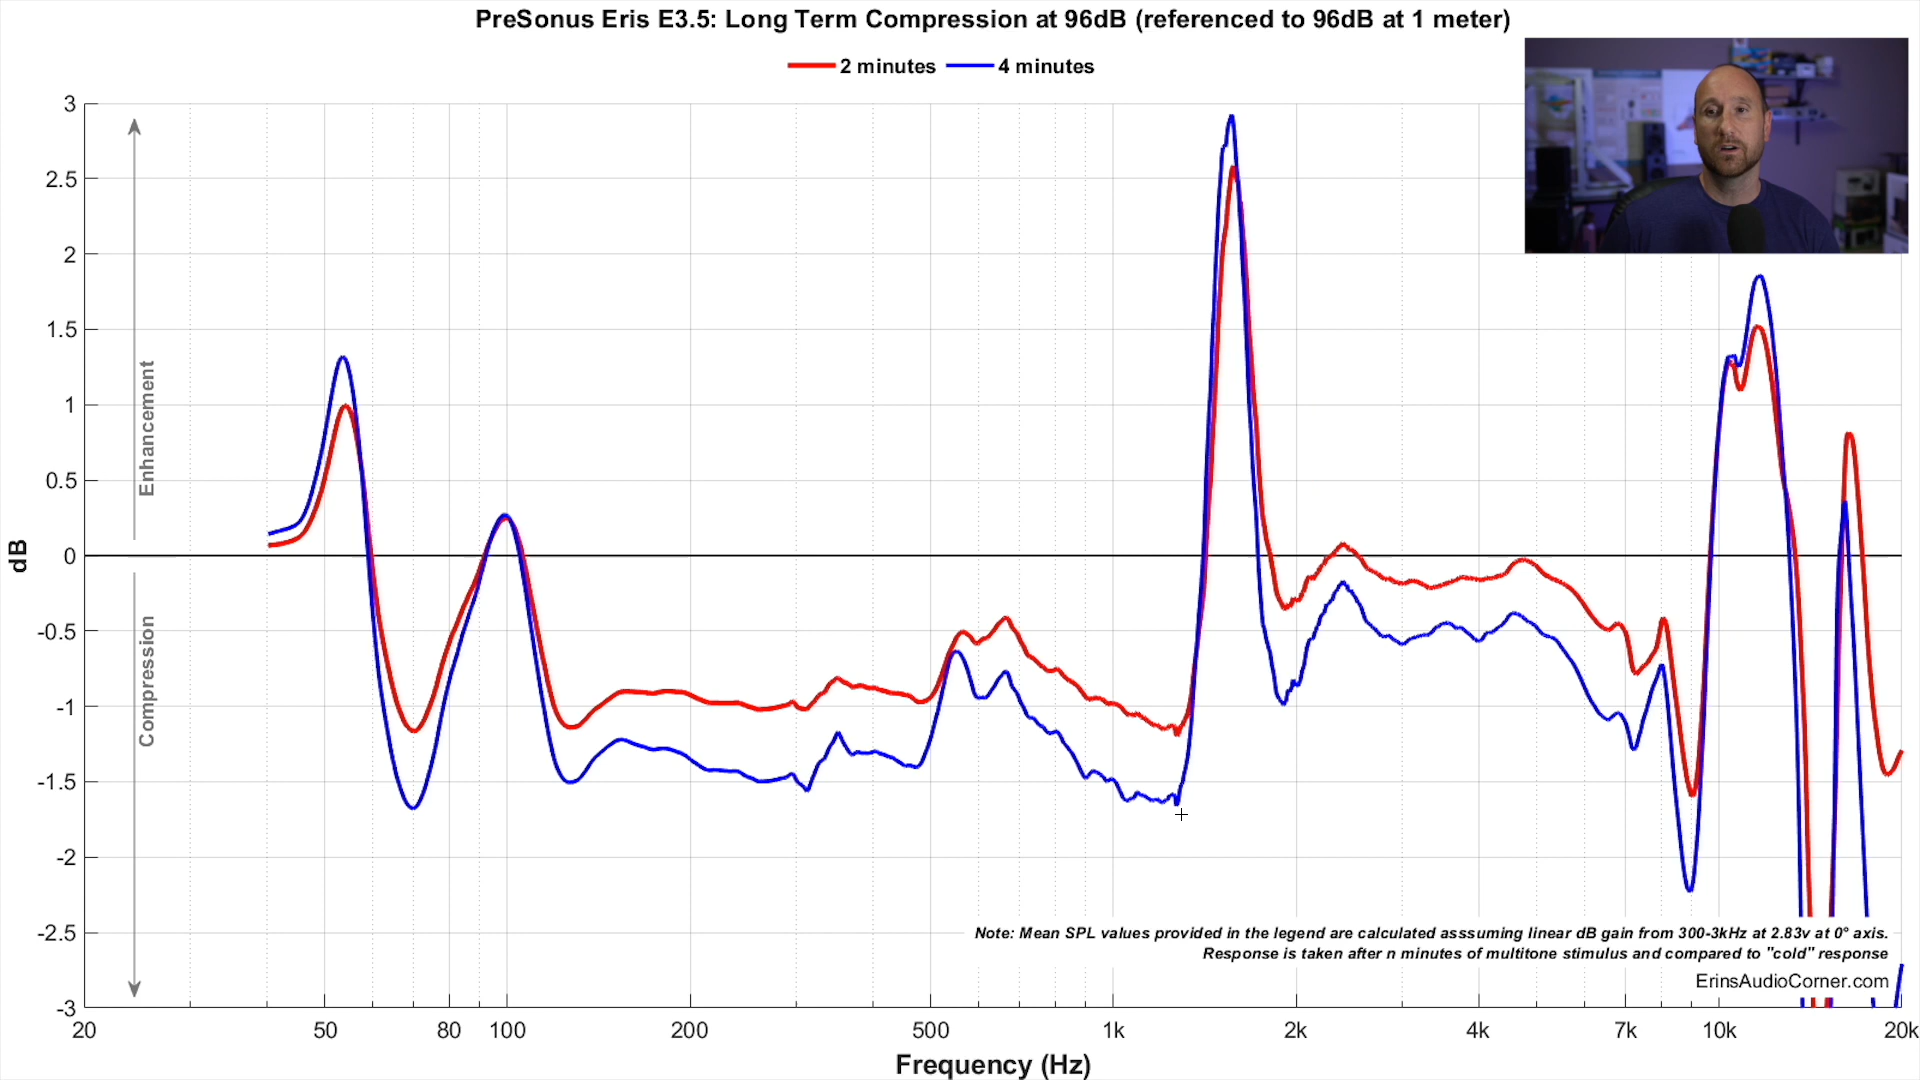 PreSonus Eris E3.5: Long Term Compression at 96dB (referenced to 96dB at 1 meter)
2 minutes 4 minutes
3
2.5
2
1.5
1
0.5
0
-0.5
-1
-1.5
-2
-2.5
-3
dB
Enhancement
Compression
Note: Mean SPL values provided in the legend are calculated asssuming linear dB gain from 300-3kHz at 2.83v at 0° axis.
Response is taken after n minutes of multitone stimulus and compared to "cold" response
ErinsAudioCorner.com
20 50 80 100 200 500 1k 2k 4k 7k 10k 20k
Frequency (Hz)